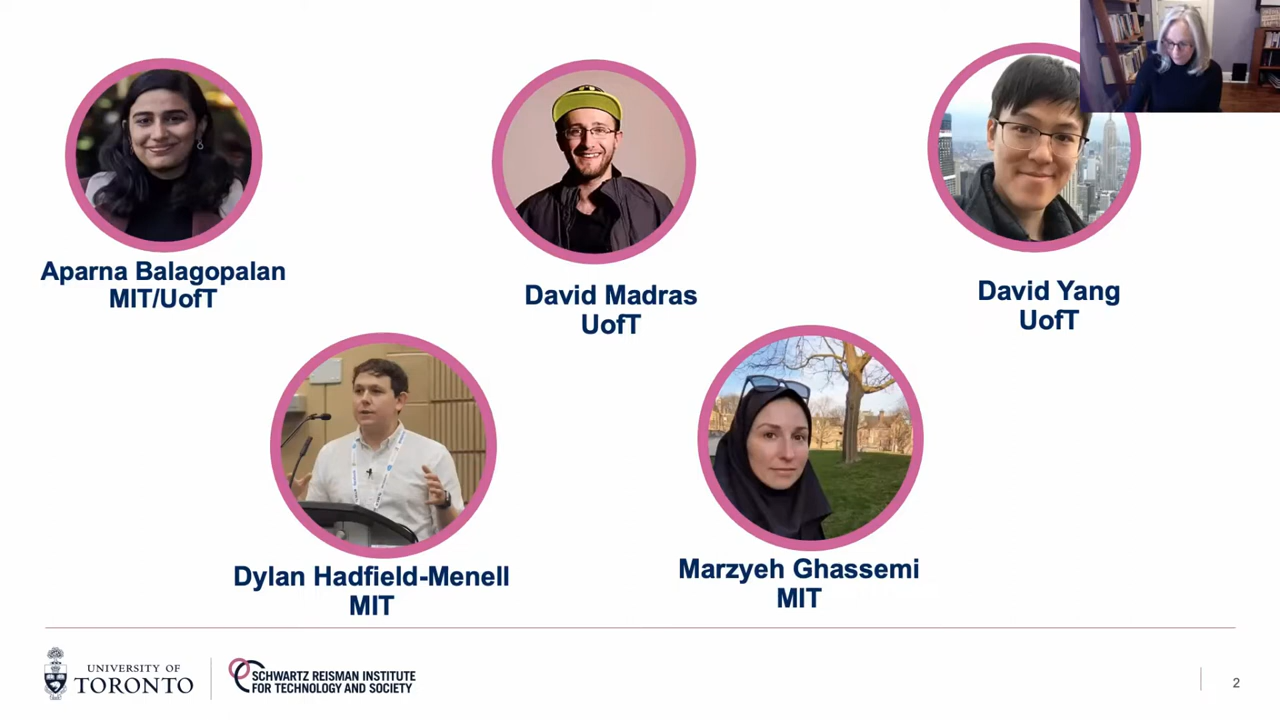 Aparna Balagopalan
MIT/UofT
David Madras
UofT
David Yang
UofT
Dylan Hadfield-Menell
MIT
Marzyeh Ghassemi
MIT
UNIVERSITY OF
TORONTO
SCHWARTZ REISMAN INSTITUTE
FOR TECHNOLOGY AND SOCIETY
2